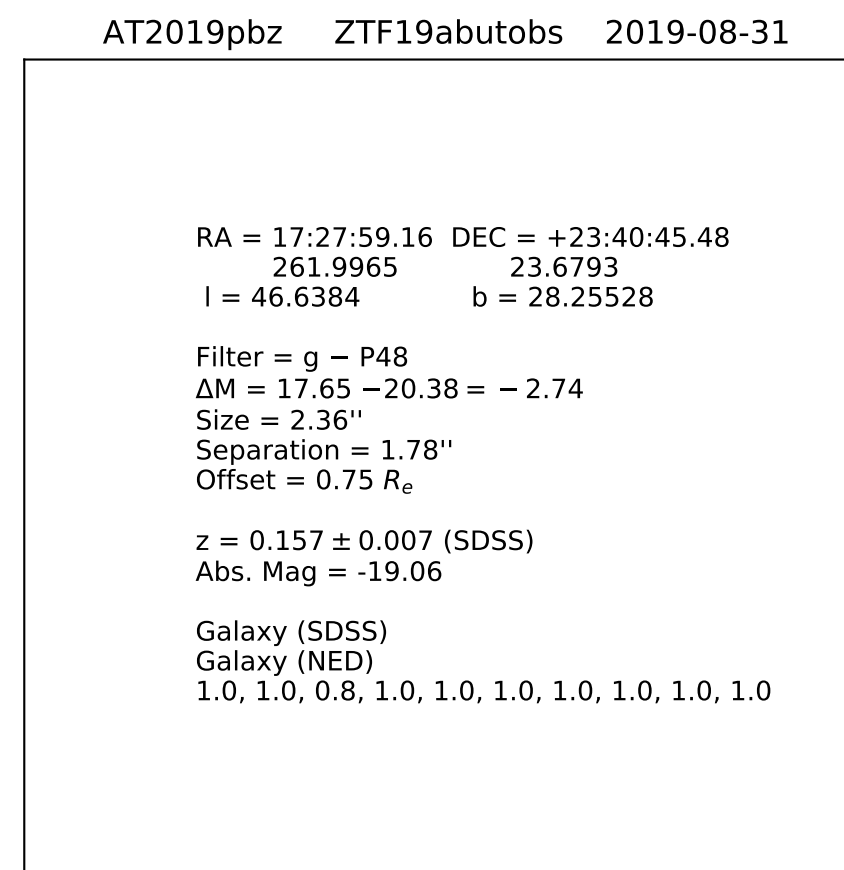 AT2019pbz ZTF19abutobs 2019-08-31
RA = 17:27:59.16 DEC = +23:40:45.48
261.9965 23.6793
l = 46.6384 b = 28.25528
Filter = g − P48
ΔM = 17.65 −20.38 = − 2.74
Size = 2.36''
Separation = 1.78''
Offset = 0.75 Re
z = 0.157 ± 0.007 (SDSS)
Abs. Mag = -19.06
Galaxy (SDSS)
Galaxy (NED)
1.0, 1.0, 0.8, 1.0, 1.0, 1.0, 1.0, 1.0, 1.0, 1.0